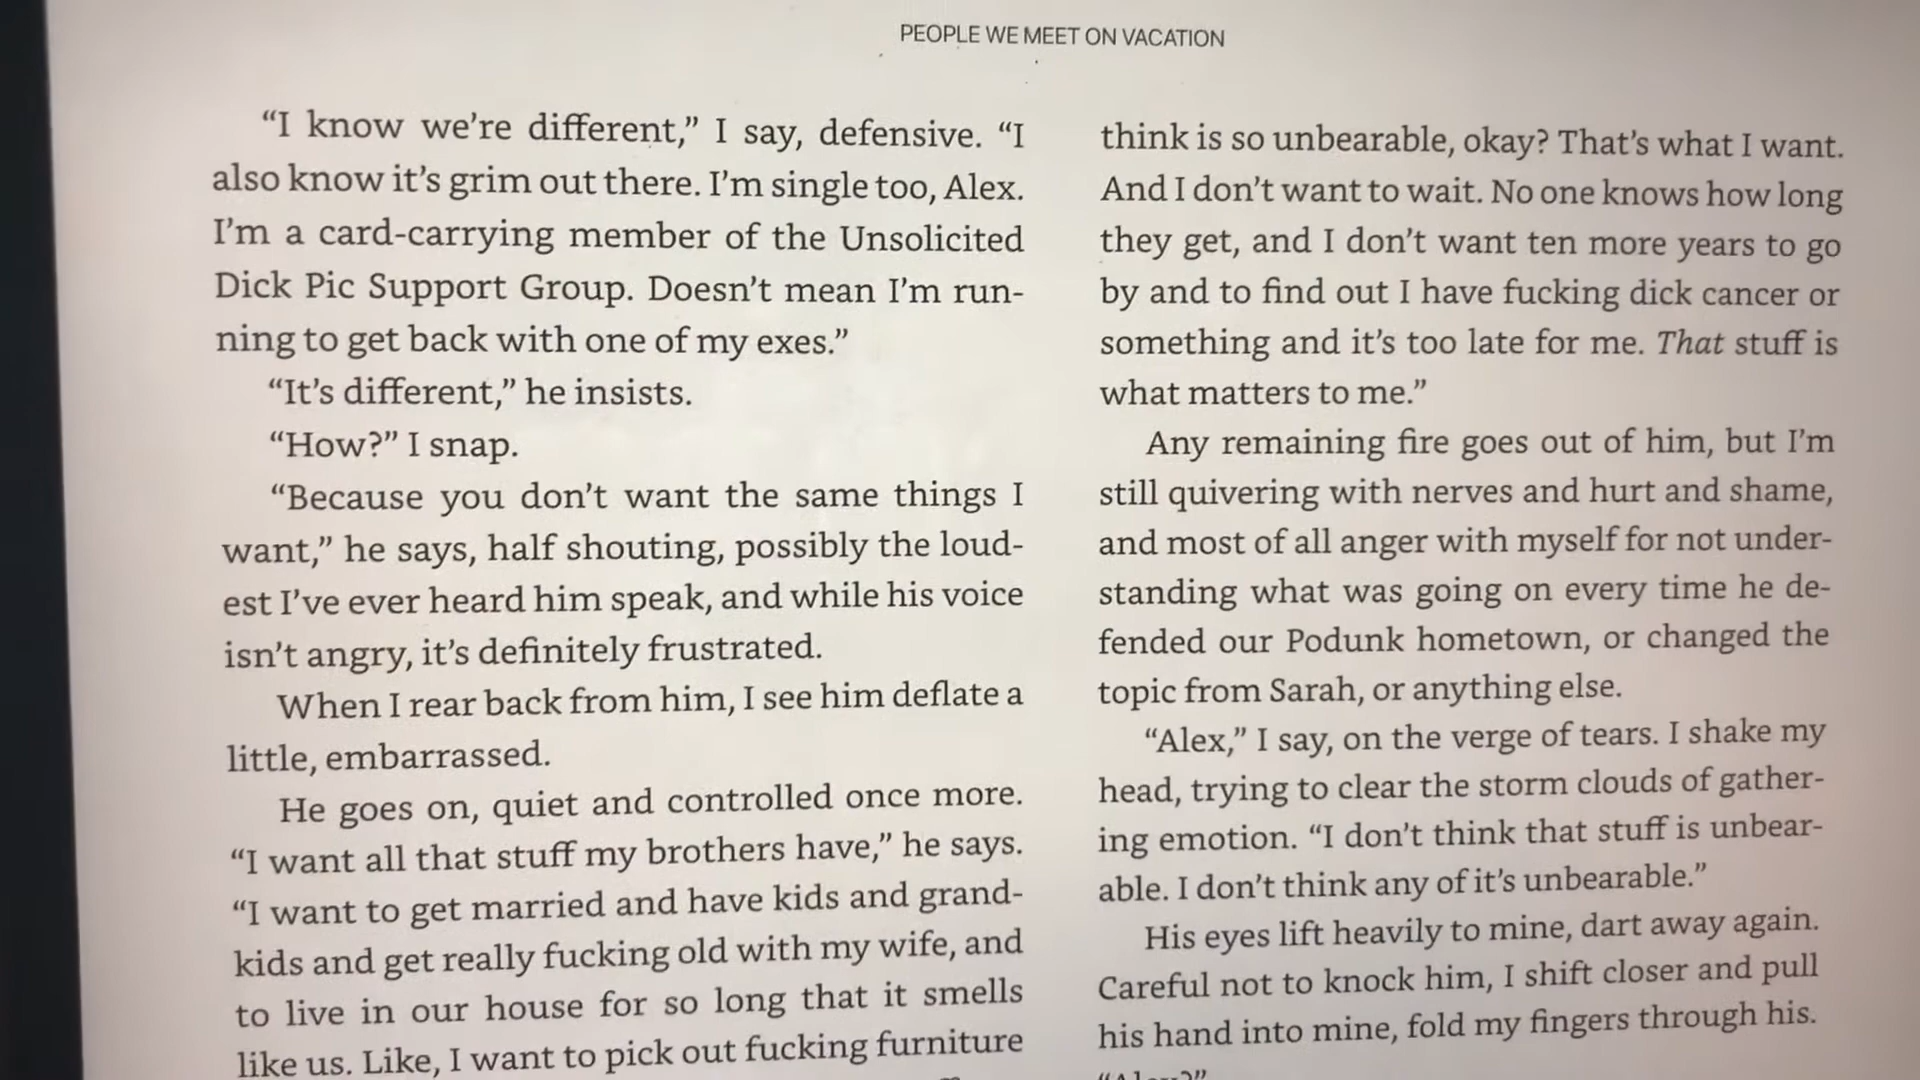 PEOPLE WE MEET ON VACATION
“I know we’re different,” I say, defensive. “I
also know it’s grim out there. I’m single too, Alex.
I’m a card-carrying member of the Unsolicited
Dick Pic Support Group. Doesn’t mean I’m run-
ning to get back with one of my exes.”
“It’s different,” he insists.
“How?” I snap.
“Because you don’t want the same things I
want,” he says, half shouting, possibly the loud-
est I’ve ever heard him speak, and while his voice
isn’t angry, it’s definitely frustrated.
When I rear back from him, I see him deflate a
little, embarrassed.
He goes on, quiet and controlled once more.
“I want all that stuff my brothers have,” he says.
“I want to get married and have kids and grand-
kids and get really fucking old with my wife, and
to live in our house for so long that it smells
like us. Like, I want to pick out fucking furniture
think is so unbearable, okay? That’s what I want.
And I don’t want to wait. No one knows how long
they get, and I don’t want ten more years to go
by and to find out I have fucking dick cancer or
something and it’s too late for me. That stuff is
what matters to me.”
Any remaining fire goes out of him, but I’m
still quivering with nerves and hurt and shame,
and most of all anger with myself for not under-
standing what was going on every time he de-
fended our Podunk hometown, or changed the
topic from Sarah, or anything else.
“Alex,” I say, on the verge of tears. I shake my
head, trying to clear the storm clouds of gather-
ing emotion. “I don’t think that stuff is unbear-
able. I don’t think any of it’s unbearable.”
His eyes lift heavily to mine, dart away again.
Careful not to knock him, I shift closer and pull
his hand into mine, fold my fingers through his.
“Alex?”